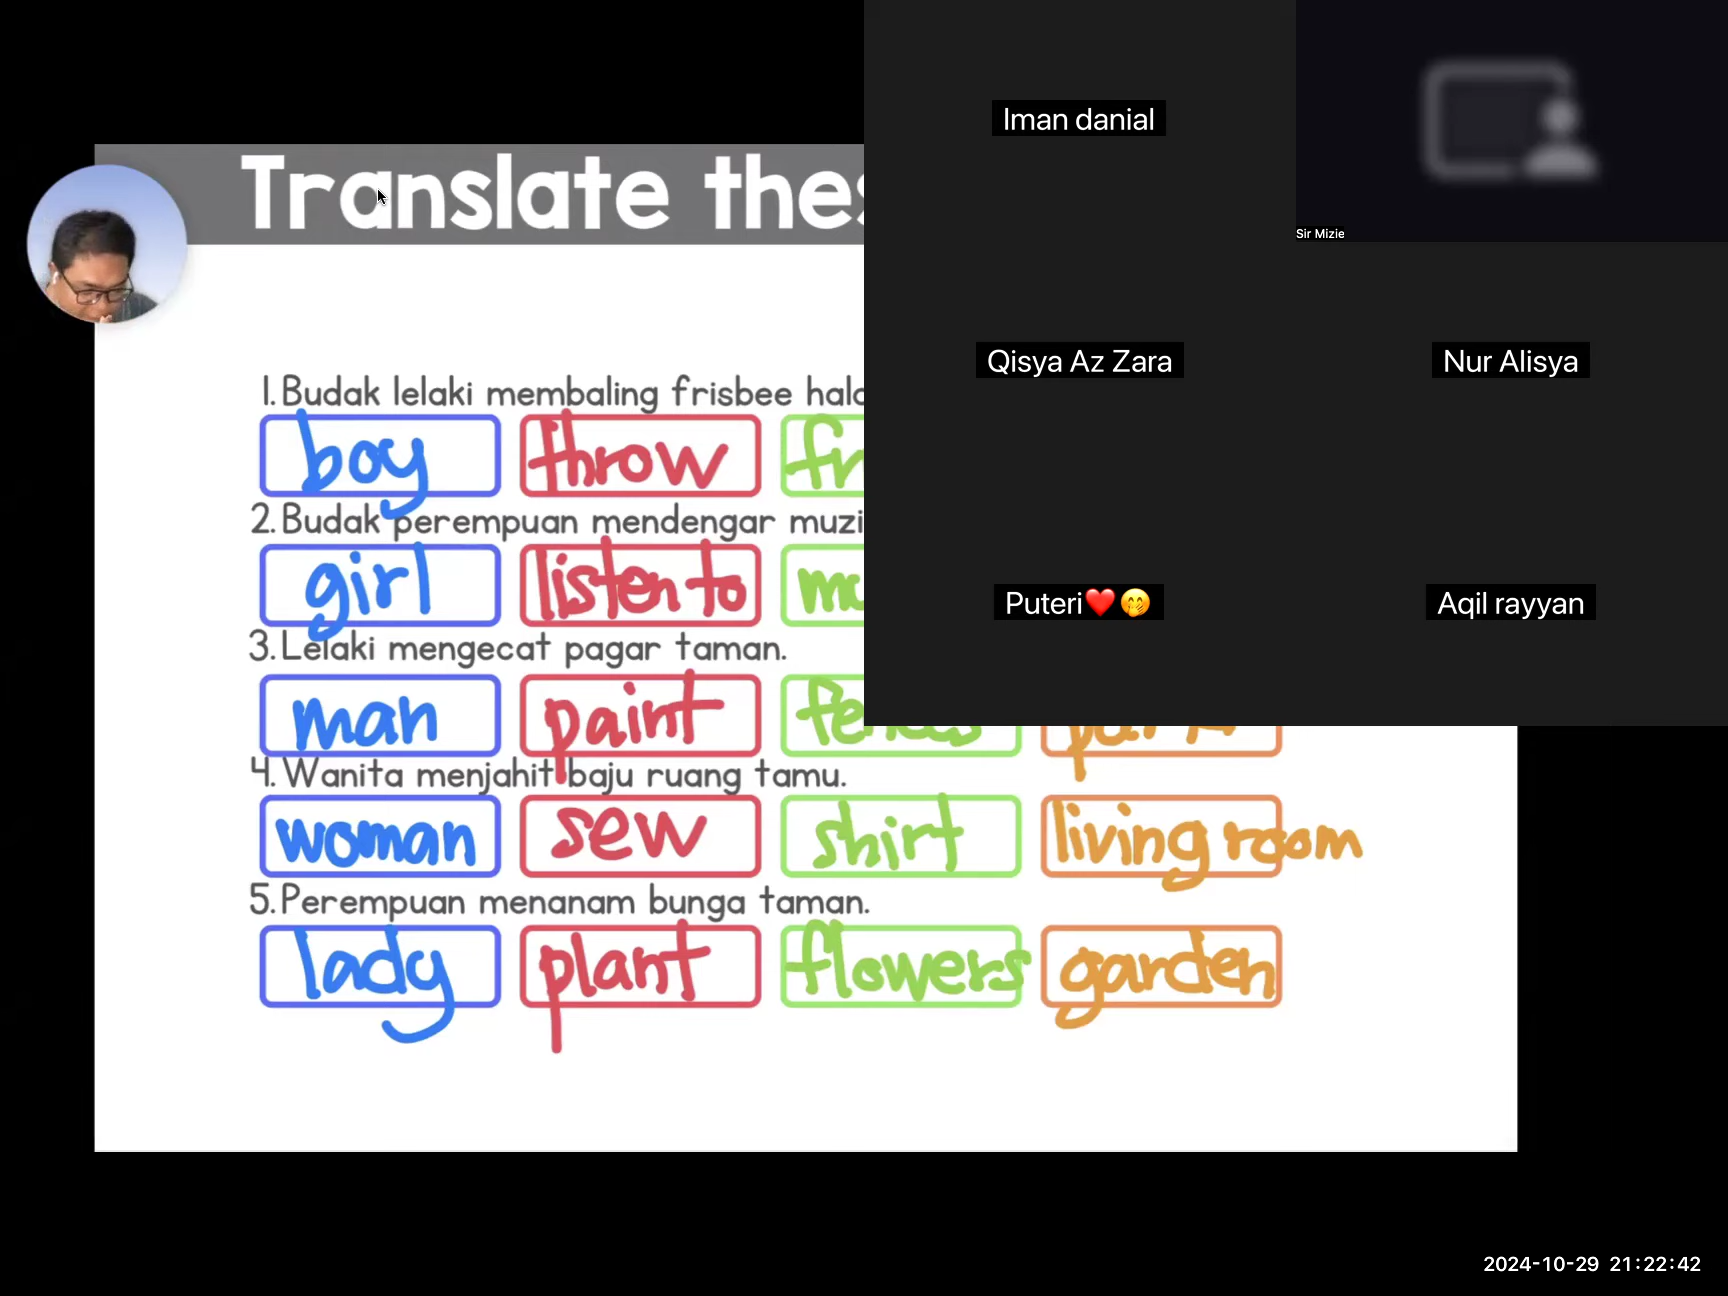 Iman danial
Sir Mizie
Translate
Qisya Az Zara
Nur Alisya
1. Budak lelaki membaling frisbee
boy throw
2. Budak perempuan mendengar
girl listen to
Puteri❤️🤭
Aqil rayyan
3. Lelaki mengecat pagar taman.
man paint
4. Wanita menjahit baju ruang tamu.
woman sew shirt living room
5. Perempuan menanam bunga taman.
lady plant flowers garden
2024-10-29 21:22:42